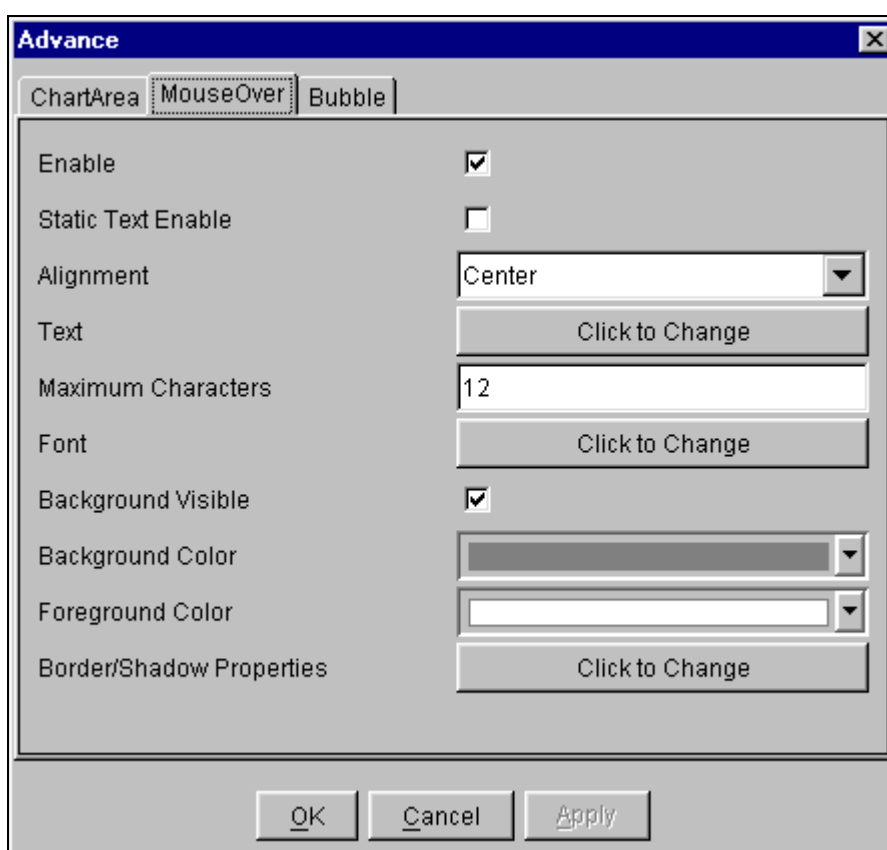 Advance
ChartArea MouseOver Bubble
Enable
Static Text Enable
Alignment Center
Text Click to Change
Maximum Characters 12
Font Click to Change
Background Visible
Background Color
Foreground Color
Border/Shadow Properties Click to Change
OK Cancel Apply